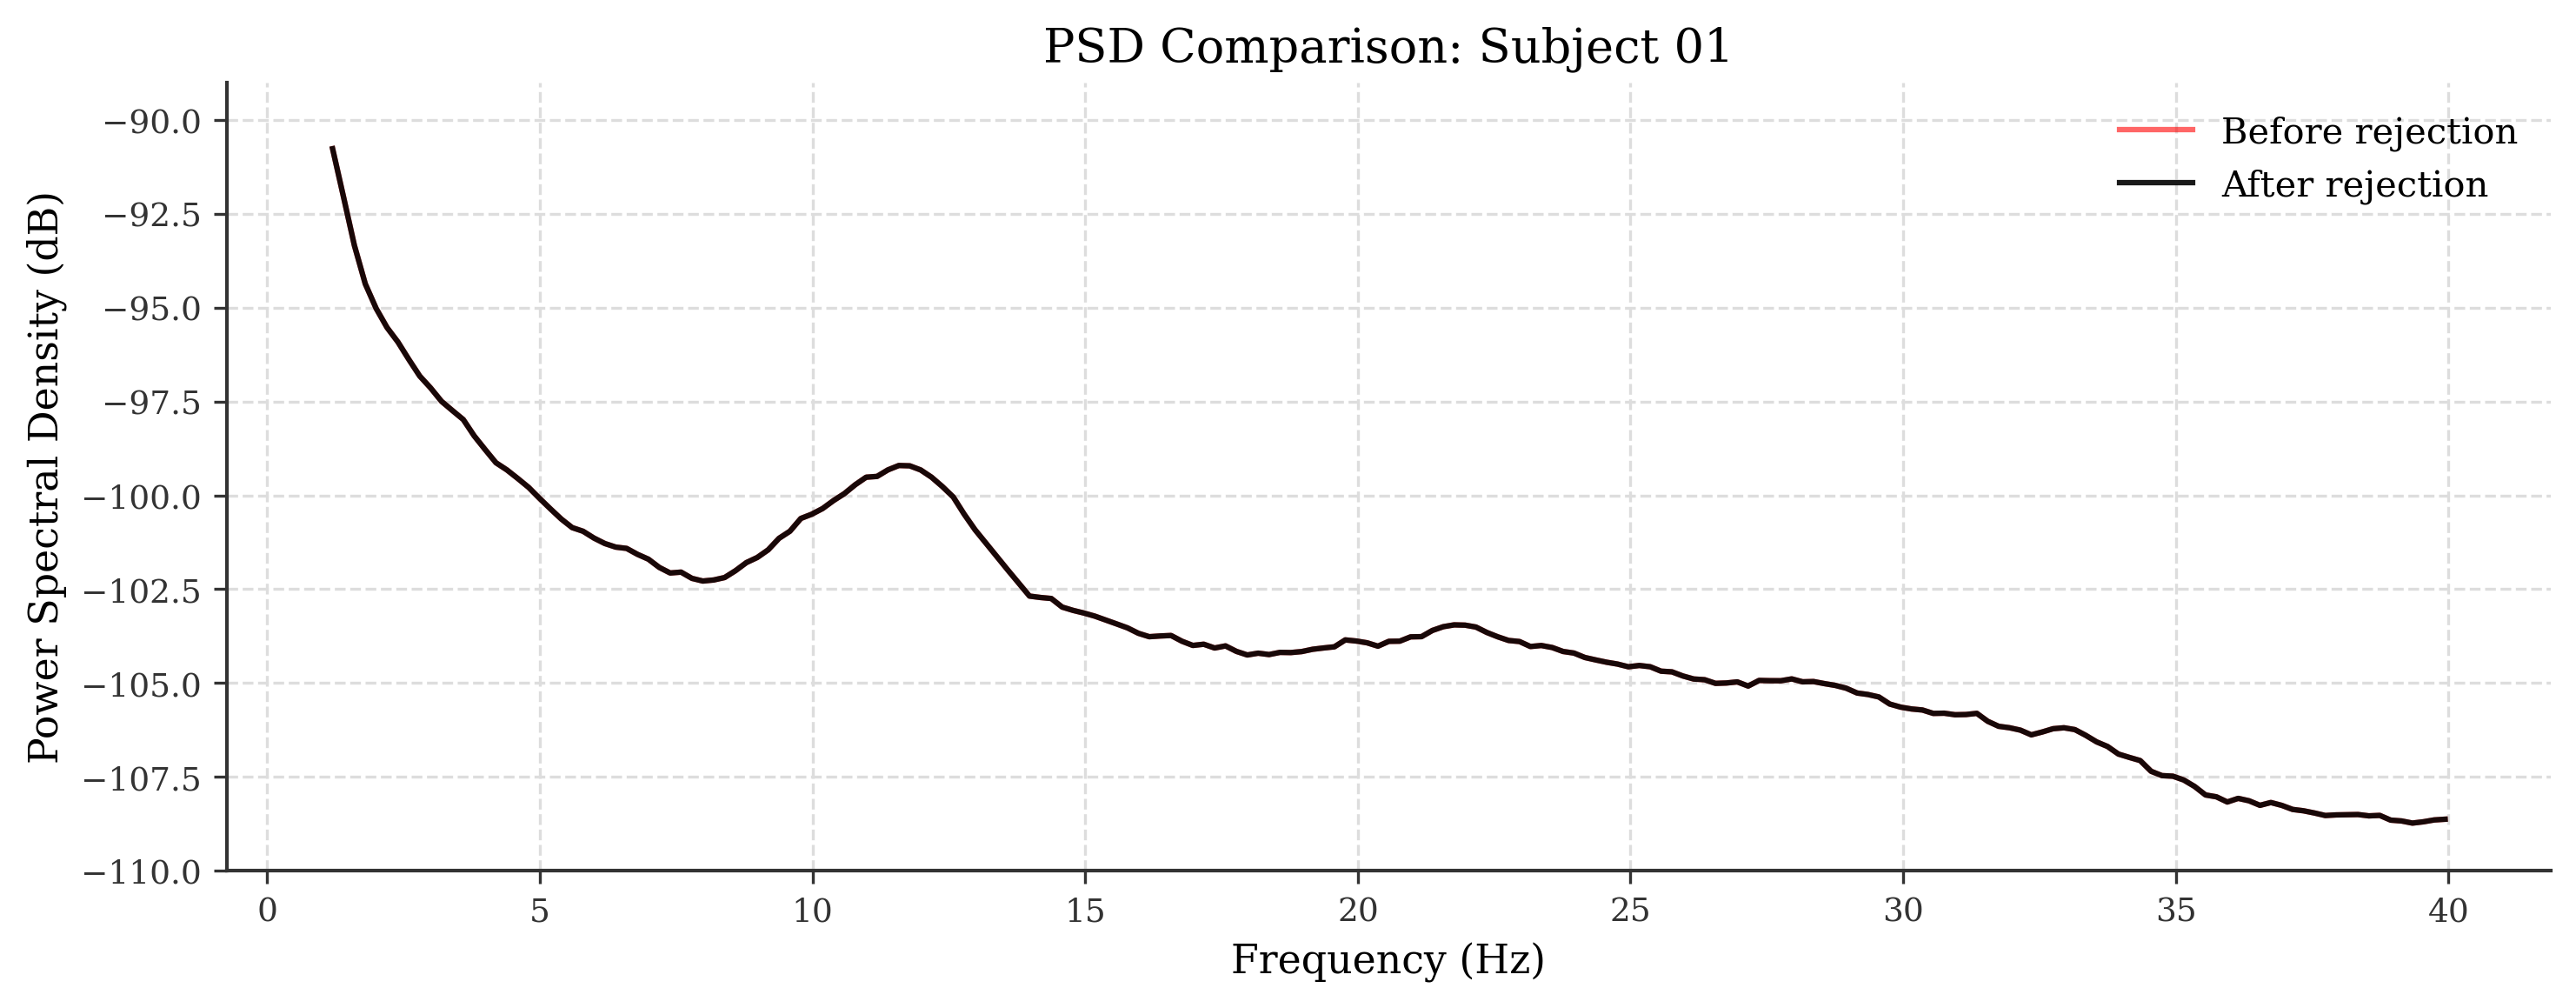 PSD Comparison: Subject 01
Before rejection
After rejection
Power Spectral Density (dB)
−90.0
−92.5
−95.0
−97.5
−100.0
−102.5
−105.0
−107.5
−110.0
0 5 10 15 20 25 30 35 40
Frequency (Hz)